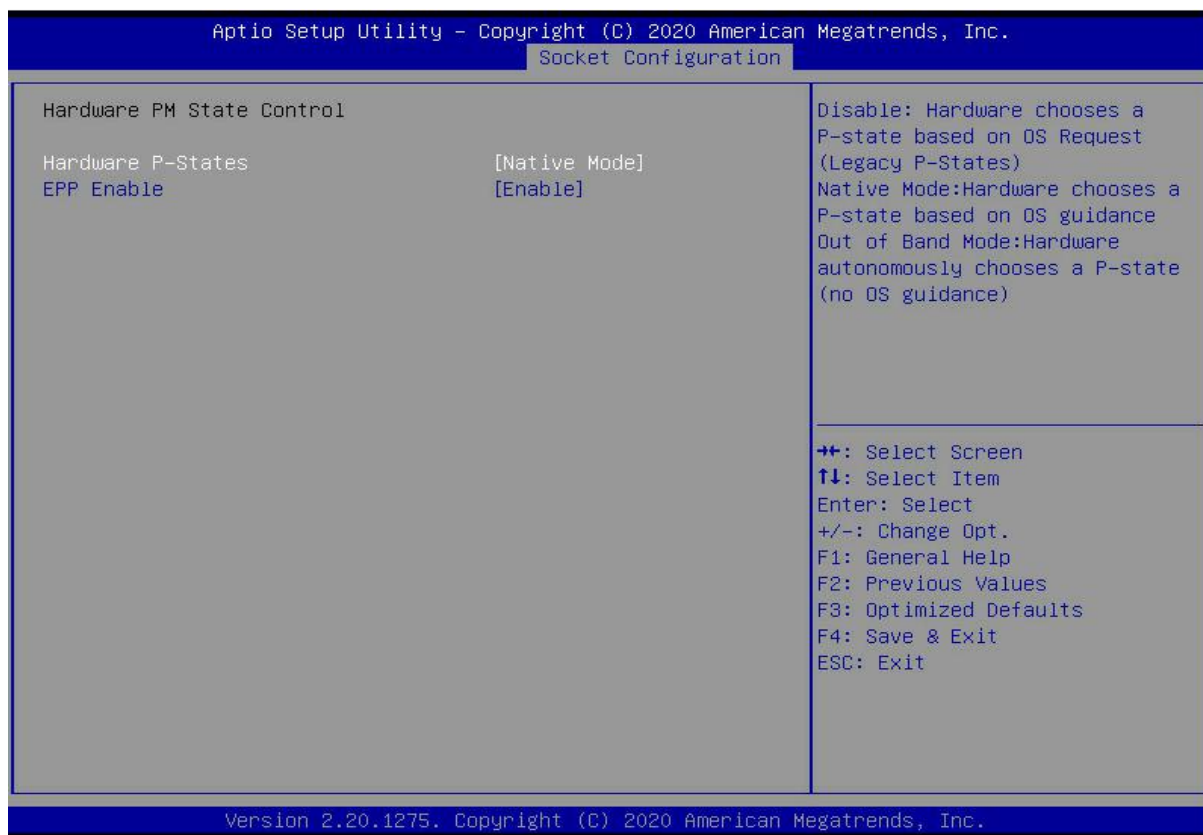 Aptio Setup Utility – Copyright (C) 2020 American Megatrends, Inc.
Socket Configuration
Hardware PM State Control
Hardware P-States [Native Mode]
EPP Enable [Enable]
Disable: Hardware chooses a
P-state based on OS Request
(Legacy P-States)
Native Mode:Hardware chooses a
P-state based on OS guidance
Out of Band Mode:Hardware
autonomously chooses a P-state
(no OS guidance)
→←: Select Screen
↑↓: Select Item
Enter: Select
+/-: Change Opt.
F1: General Help
F2: Previous Values
F3: Optimized Defaults
F4: Save & Exit
ESC: Exit
Version 2.20.1275. Copyright (C) 2020 American Megatrends, Inc.